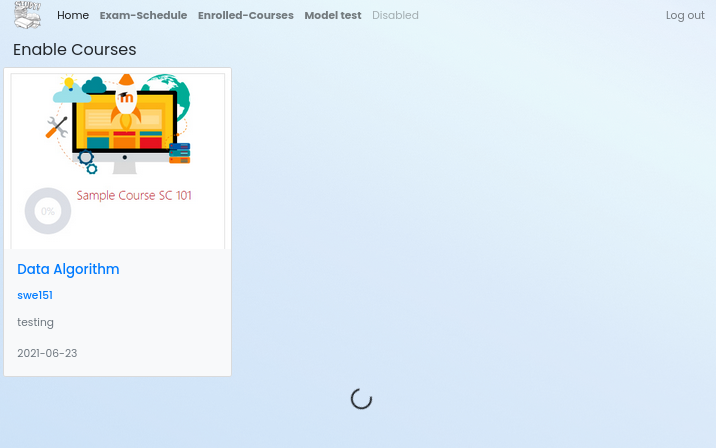 Home Exam-Schedule Enrolled-Courses Model test Disabled Log out
Enable Courses
Sample Course SC 101
0%
Data Algorithm
swe151
testing
2021-06-23